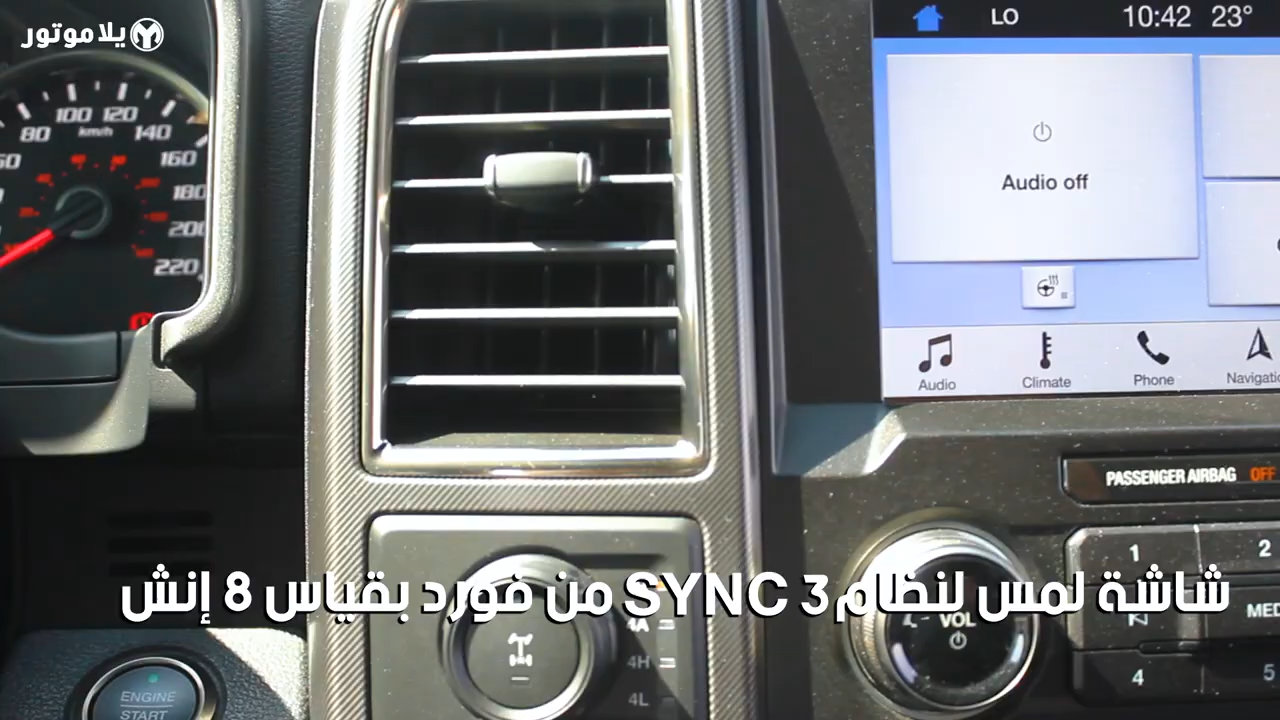 يلا موتور
LO
10:42 23°
Audio off
Audio
Climate
Phone
100 120
80
km/h
140
160
180
200
220
PASSENGER AIRBAG OFF
1
2
شاشة لمس لنظام SYNC 3 من فورد بقياس 8 إنش
VOL
4A
4H
4L
4
5
ENGINE
START